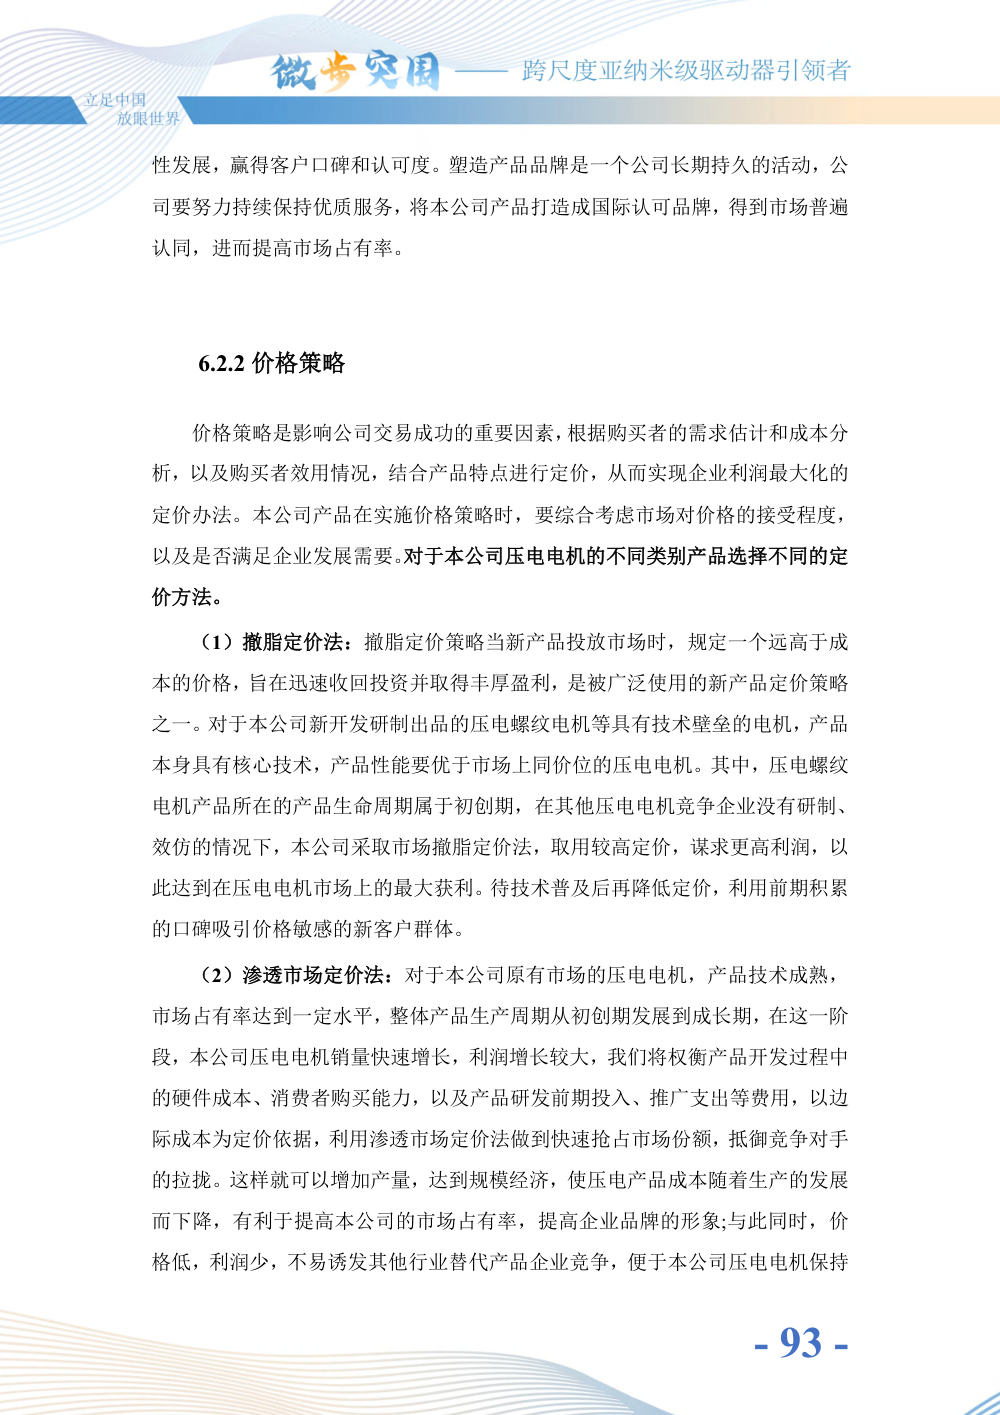 微步突围 —— 跨尺度亚纳米级驱动器引领者
立足中国
放眼世界
性发展，赢得客户口碑和认可度。塑造产品品牌是一个公司长期持久的活动，公
司要努力持续保持优质服务，将本公司产品打造成国际认可品牌，得到市场普遍
认同，进而提高市场占有率。
6.2.2 价格策略
价格策略是影响公司交易成功的重要因素，根据购买者的需求估计和成本分
析，以及购买者效用情况，结合产品特点进行定价，从而实现企业利润最大化的
定价办法。本公司产品在实施价格策略时，要综合考虑市场对价格的接受程度，
以及是否满足企业发展需要。对于本公司压电电机的不同类别产品选择不同的定
价方法。
（1）撇脂定价法：撇脂定价策略当新产品投放市场时，规定一个远高于成
本的价格，旨在迅速收回投资并取得丰厚盈利，是被广泛使用的新产品定价策略
之一。对于本公司新开发研制出品的压电螺纹电机等具有技术壁垒的电机，产品
本身具有核心技术，产品性能要优于市场上同价位的压电电机。其中，压电螺纹
电机产品所在的产品生命周期属于初创期，在其他压电电机竞争企业没有研制、
效仿的情况下，本公司采取市场撇脂定价法，取用较高定价，谋求更高利润，以
此达到在压电电机市场上的最大获利。待技术普及后再降低定价，利用前期积累
的口碑吸引价格敏感的新客户群体。
（2）渗透市场定价法：对于本公司原有市场的压电电机，产品技术成熟，
市场占有率达到一定水平，整体产品生产周期从初创期发展到成长期，在这一阶
段，本公司压电电机销量快速增长，利润增长较大，我们将权衡产品开发过程中
的硬件成本、消费者购买能力，以及产品研发前期投入、推广支出等费用，以边
际成本为定价依据，利用渗透市场定价法做到快速抢占市场份额，抵御竞争对手
的拉拢。这样就可以增加产量，达到规模经济，使压电产品成本随着生产的发展
而下降，有利于提高本公司的市场占有率，提高企业品牌的形象;与此同时，价
格低，利润少，不易诱发其他行业替代产品企业竞争，便于本公司压电电机保持
- 93 -